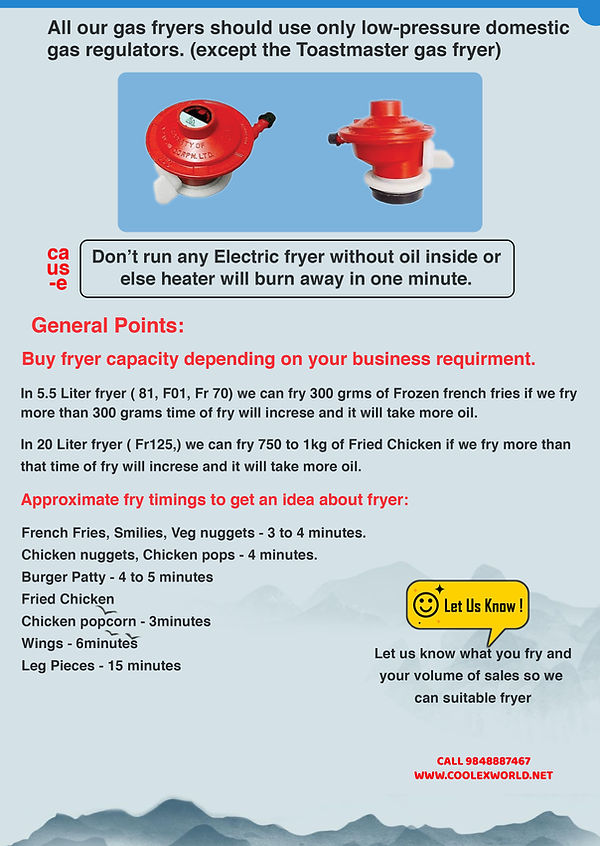 All our gas fryers should use only low-pressure domestic
gas regulators. (except the Toastmaster gas fryer)
ca
us
-e
Don’t run any Electric fryer without oil inside or
else heater will burn away in one minute.
General Points:
Buy fryer capacity depending on your business requirment.
In 5.5 Liter fryer ( 81, F01, Fr 70) we can fry 300 grms of Frozen french fries if we fry
more than 300 grams time of fry will increse and it will take more oil.
In 20 Liter fryer ( Fr125,) we can fry 750 to 1kg of Fried Chicken if we fry more than
that time of fry will increse and it will take more oil.
Approximate fry timings to get an idea about fryer:
French Fries, Smilies, Veg nuggets - 3 to 4 minutes.
Chicken nuggets, Chicken pops - 4 minutes.
Burger Patty - 4 to 5 minutes
Fried Chicken
Chicken popcorn - 3minutes
Wings - 6minutes
Leg Pieces - 15 minutes
Let Us Know !
Let us know what you fry and
your volume of sales so we
can suitable fryer
CALL 9848887467
WWW.COOLEXWORLD.NET